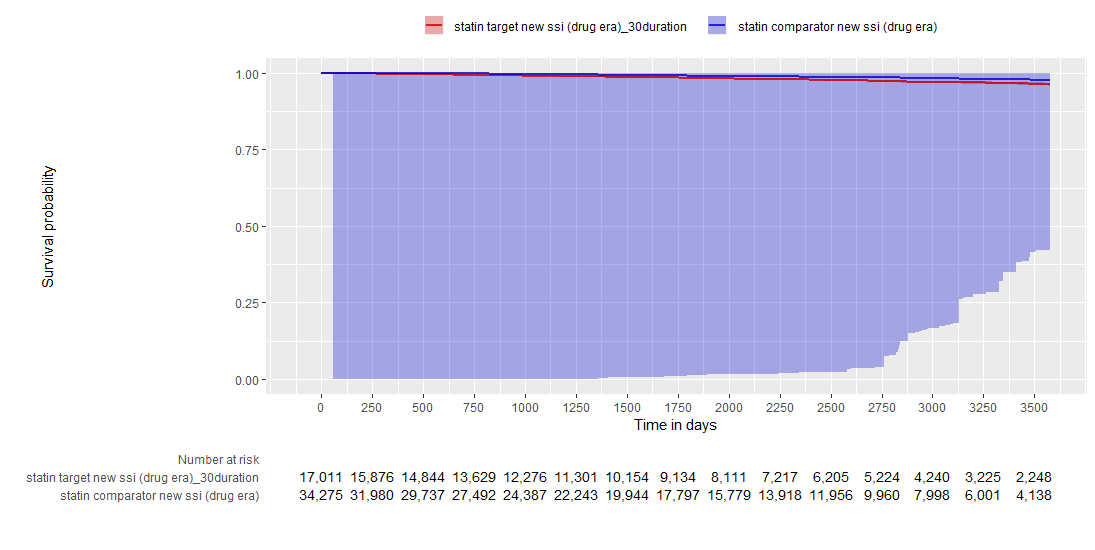 statin target new ssi (drug era)_30duration statin comparator new ssi (drug era)
Survival probability
1.00
0.75
0.50
0.25
0.00
0 250 500 750 1000 1250 1500 1750 2000 2250 2500 2750 3000 3250 3500
Time in days
Number at risk
statin target new ssi (drug era)_30duration 17,011 15,876 14,844 13,629 12,276 11,301 10,154 9,134 8,111 7,217 6,205 5,224 4,240 3,225 2,248
statin comparator new ssi (drug era) 34,275 31,980 29,737 27,492 24,387 22,243 19,944 17,797 15,779 13,918 11,956 9,960 7,998 6,001 4,138